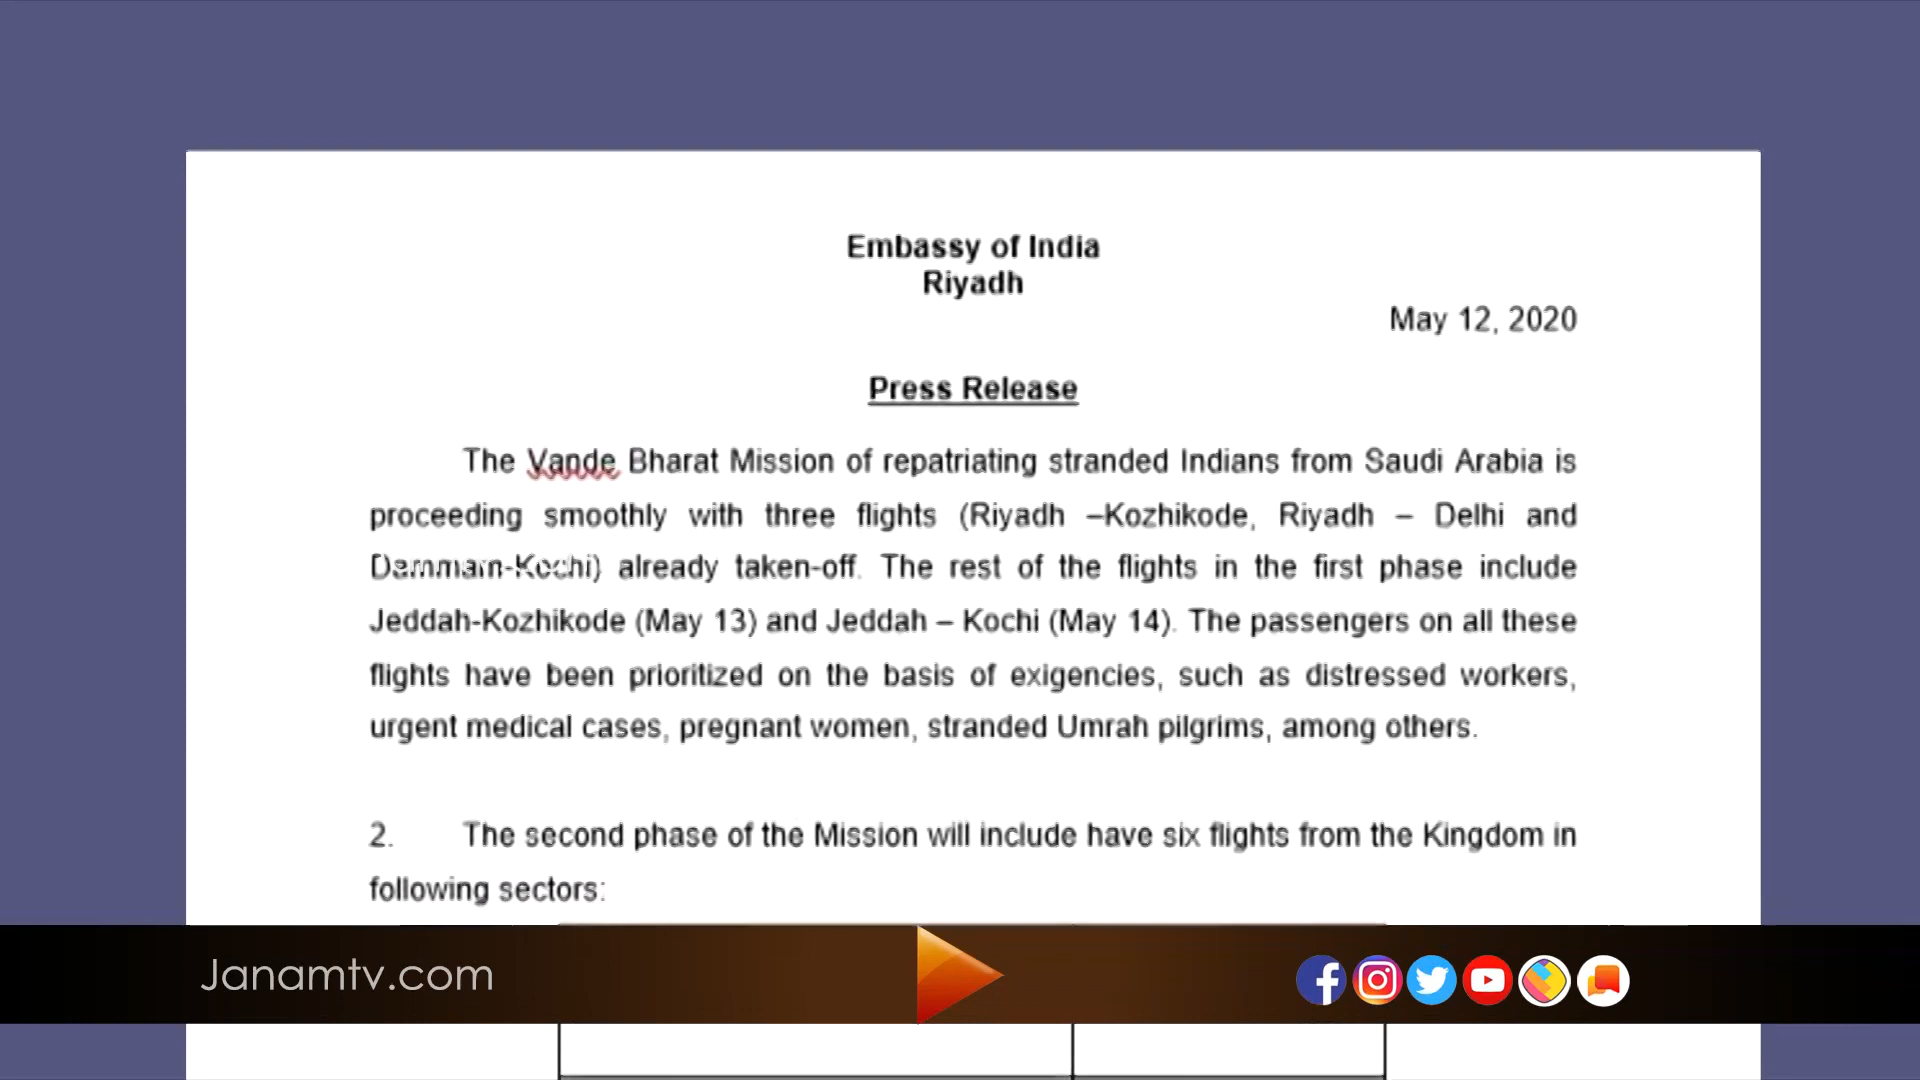 Embassy of India
Riyadh
May 12, 2020
Press Release
The Vande Bharat Mission of repatriating stranded Indians from Saudi Arabia is
proceeding smoothly with three flights (Riyadh –Kozhikode, Riyadh – Delhi and
Dammam-Kochi) already taken-off. The rest of the flights in the first phase include
Jeddah-Kozhikode (May 13) and Jeddah – Kochi (May 14). The passengers on all these
flights have been prioritized on the basis of exigencies, such as distressed workers,
urgent medical cases, pregnant women, stranded Umrah pilgrims, among others.
2. The second phase of the Mission will include have six flights from the Kingdom in
following sectors:
Janamtv.com